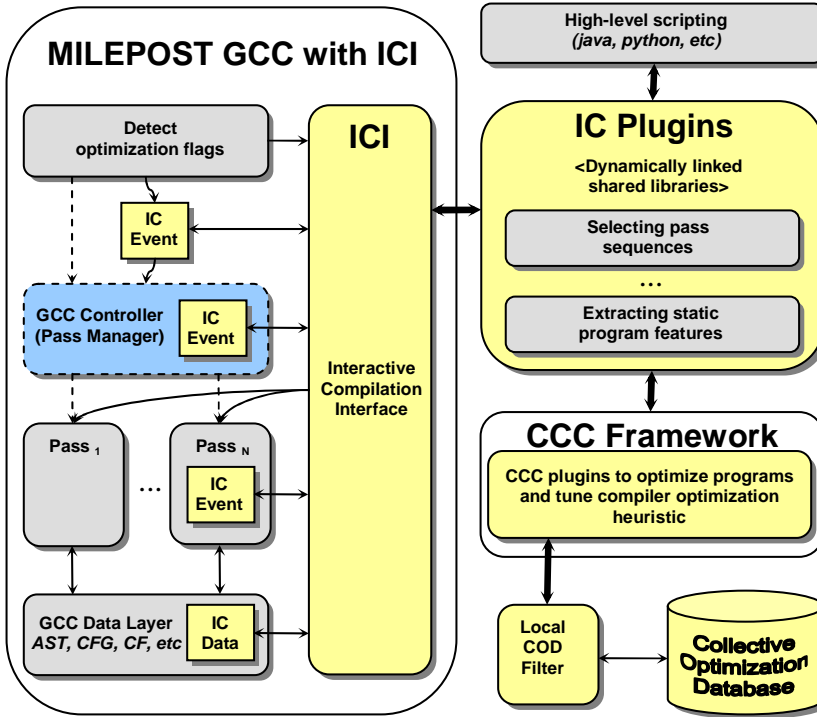 MILEPOST GCC with ICI
Detect
optimization flags
IC
Event
GCC Controller
(Pass Manager)
IC
Event
Pass 1
...
Pass N
IC
Event
GCC Data Layer
AST, CFG, CF, etc
IC
Data
ICI
Interactive
Compilation
Interface
High-level scripting
(java, python, etc)
IC Plugins
<Dynamically linked
shared libraries>
Selecting pass
sequences
...
Extracting static
program features
CCC Framework
CCC plugins to optimize programs
and tune compiler optimization
heuristic
Local
COD
Filter
Collective
Optimization
Database